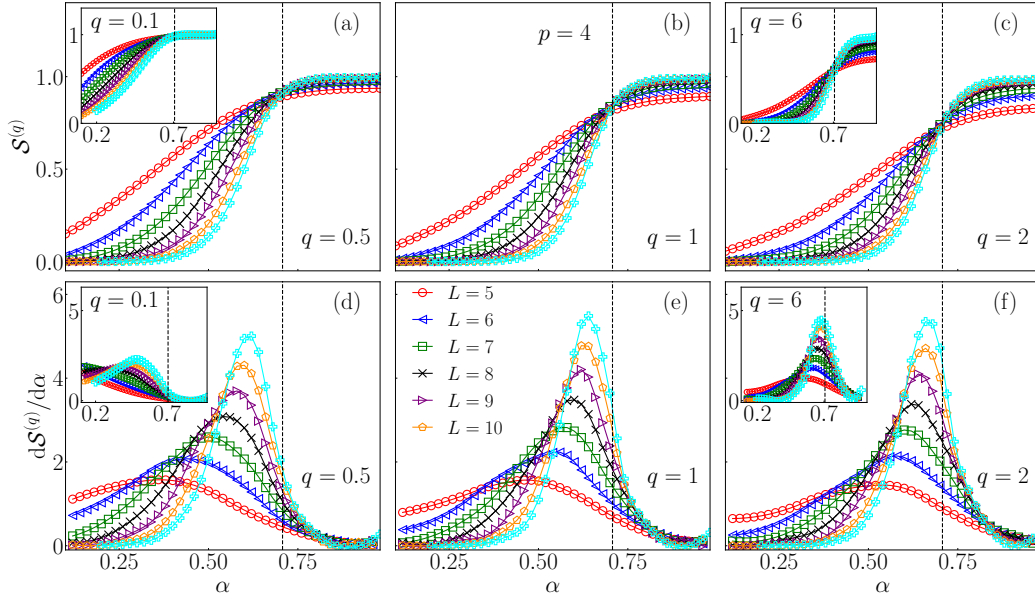 q = 0.1 (a)
1
0
0.2 0.7
1.0
0.5
0.0
S^(q)
q = 0.5
(b)
p = 4
q = 1
q = 6 (c)
1
0
0.2 0.7
q = 2
q = 0.1 (d)
5
0
0.2 0.7
6
4
2
0
dS^(q)/dα
q = 0.5
0.25 0.50 0.75
α
(e)
L = 5
L = 6
L = 7
L = 8
L = 9
L = 10
q = 1
0.25 0.50 0.75
α
q = 6 (f)
5
0
0.2 0.7
q = 2
0.25 0.50 0.75
α